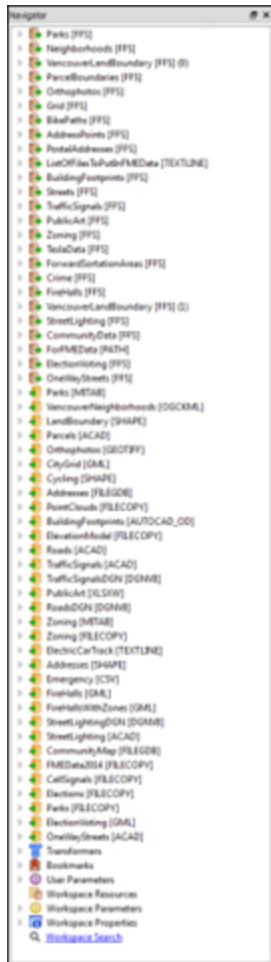 Navigator
Parks [FFS]
Neighborhoods [FFS]
VancouverLandBoundary [FFS] (0)
ParcelBoundaries [FFS]
Orthophotos [FFS]
Grid [FFS]
BikePaths [FFS]
AddressPoints [FFS]
PostalAddresses [FFS]
ListOfFilesToPutInFMEData [TEXTLINE]
BuildingFootprints [FFS]
Streets [FFS]
TrafficSignals [FFS]
PublicArt [FFS]
Zoning [FFS]
TeslaData [FFS]
ForwardSortationAreas [FFS]
Crime [FFS]
FireHalls [FFS]
VancouverLandBoundary [FFS] (1)
StreetLighting [FFS]
CommunityData [FFS]
ForFMEData [PATH]
ElectionVoting [FFS]
OneWayStreets [FFS]
Parks [MITAB]
VancouverNeighborhoods [OGCKML]
LandBoundary [SHAPE]
Parcels [ACAD]
Orthophotos [GEOTIFF]
CityGrid [GML]
Cycling [SHAPE]
Addresses [FILEGDB]
PointClouds [FILECOPY]
BuildingFootprints [AUTOCAD_OD]
ElevationModel [FILECOPY]
Roads [ACAD]
TrafficSignals [ACAD]
TrafficSignalsDGN [DGNV8]
PublicArt [XLSXW]
RoadsDGN [DGNV8]
Zoning [MITAB]
Zoning [FILECOPY]
ElectricCarTrack [TEXTLINE]
Addresses [SHAPE]
Emergency [CSV]
FireHalls [GML]
FireHallsWithZones [GML]
StreetLightingDGN [DGNV8]
StreetLighting [ACAD]
CommunityMap [FILEGDB]
FMEData2014 [FILECOPY]
CellSignals [FILECOPY]
Elections [FILECOPY]
Parks [FILECOPY]
ElectionVoting [GML]
OneWayStreets [ACAD]
Transformers
Bookmarks
User Parameters
Workspace Resources
Workspace Parameters
Workspace Properties
Workspace Search